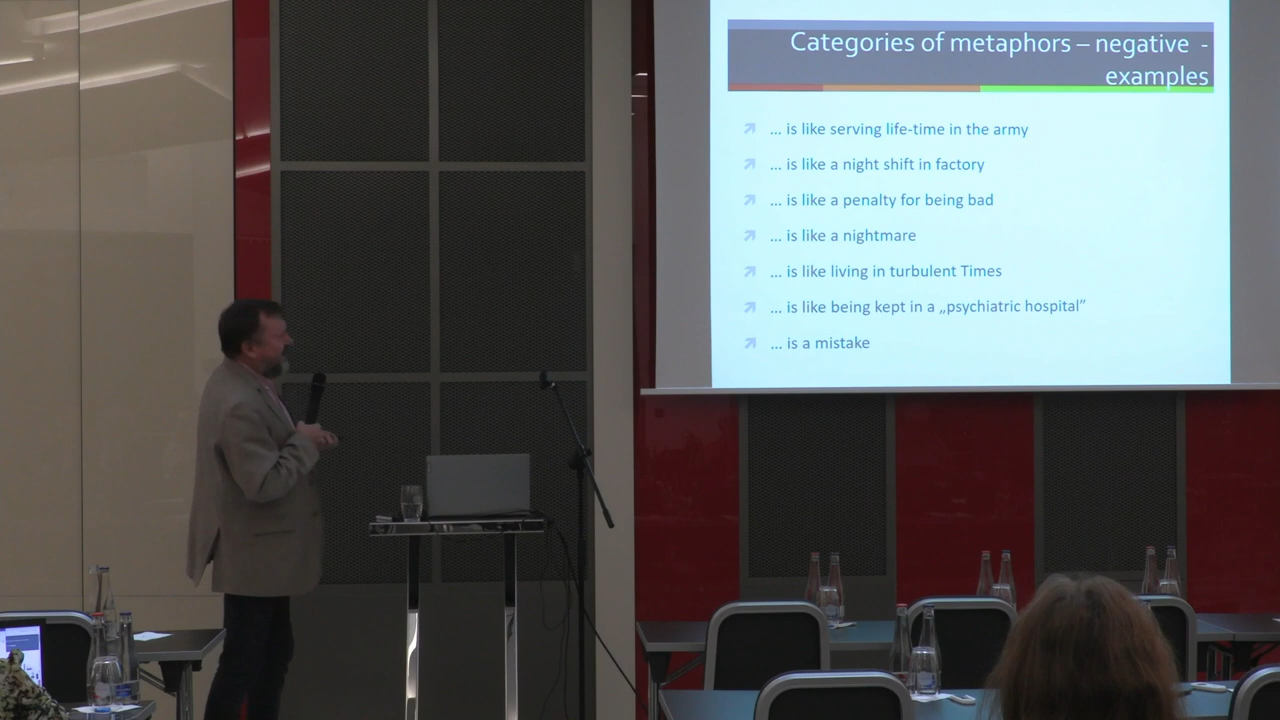 Categories of metaphors – negative -
examples
... is like serving life-time in the army
... is like a night shift in factory
... is like a penalty for being bad
... is like a nightmare
... is like living in turbulent Times
... is like being kept in a „psychiatric hospital”
... is a mistake